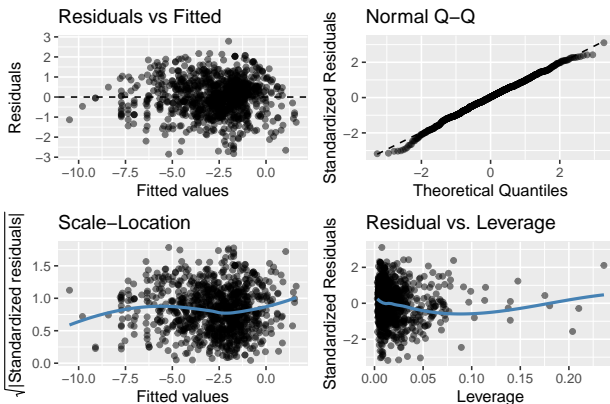 Residuals vs Fitted
Residuals
3
2
1
0
−1
−2
−3
−10.0 −7.5 −5.0 −2.5 0.0
Fitted values
Normal Q−Q
Standardized Residuals
2
0
−2
−2 0 2
Theoretical Quantiles
Scale−Location
√|Standardized residuals|
1.5
1.0
0.5
0.0
−10.0 −7.5 −5.0 −2.5 0.0
Fitted values
Residual vs. Leverage
Standardized Residuals
2
0
−2
0.00 0.05 0.10 0.15 0.20
Leverage